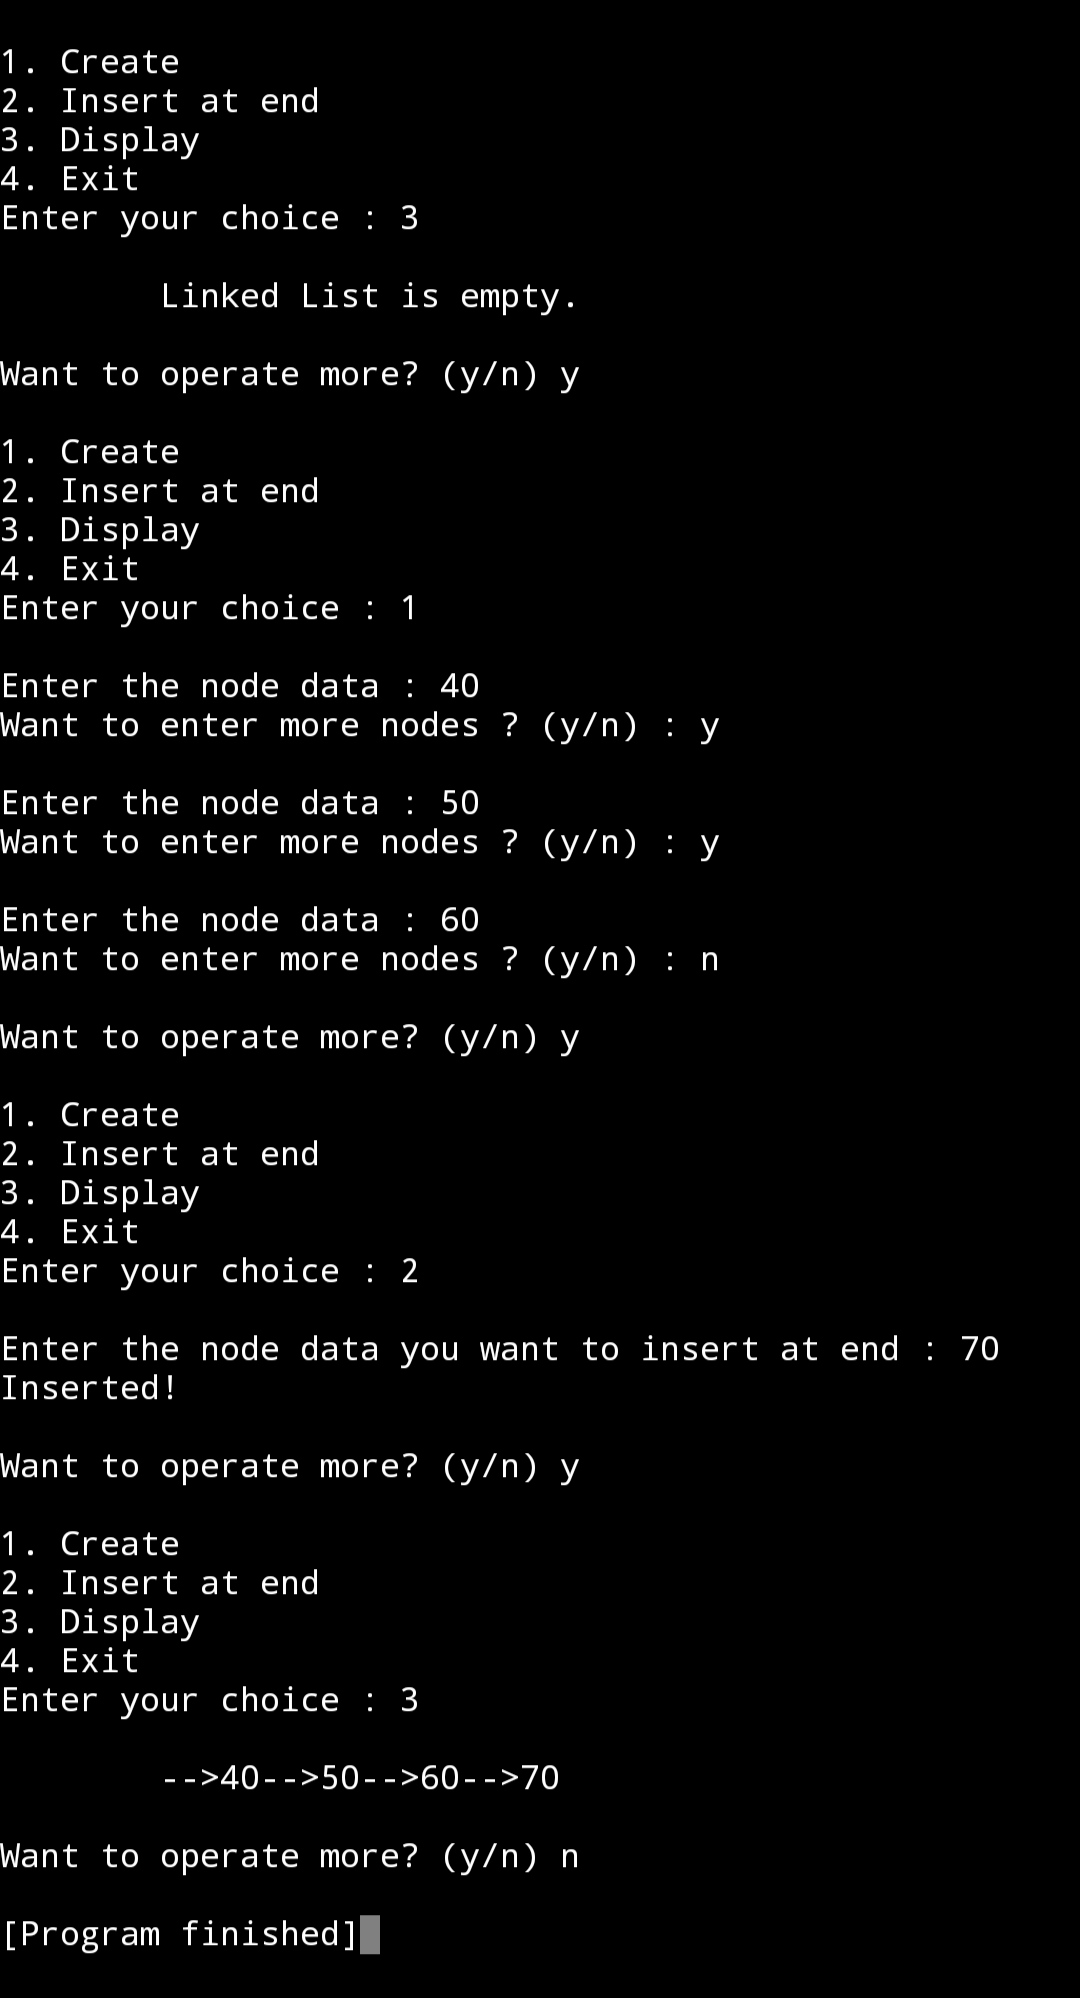 1. Create
2. Insert at end
3. Display
4. Exit
Enter your choice : 3
Linked List is empty.
Want to operate more? (y/n) y
1. Create
2. Insert at end
3. Display
4. Exit
Enter your choice : 1
Enter the node data : 40
Want to enter more nodes ? (y/n) : y
Enter the node data : 50
Want to enter more nodes ? (y/n) : y
Enter the node data : 60
Want to enter more nodes ? (y/n) : n
Want to operate more? (y/n) y
1. Create
2. Insert at end
3. Display
4. Exit
Enter your choice : 2
Enter the node data you want to insert at end : 70
Inserted!
Want to operate more? (y/n) y
1. Create
2. Insert at end
3. Display
4. Exit
Enter your choice : 3
-->40-->50-->60-->70
Want to operate more? (y/n) n
[Program finished]